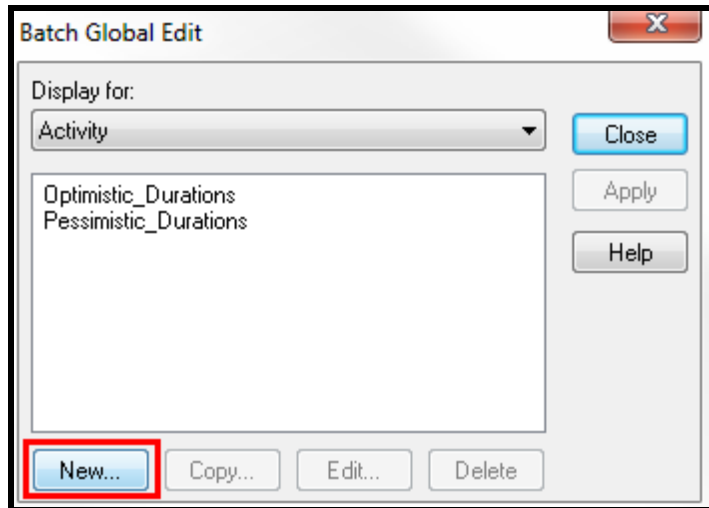 Batch Global Edit
Display for:
Activity
Close
Optimistic_Durations
Pessimistic_Durations
Apply
Help
New... Copy... Edit... Delete